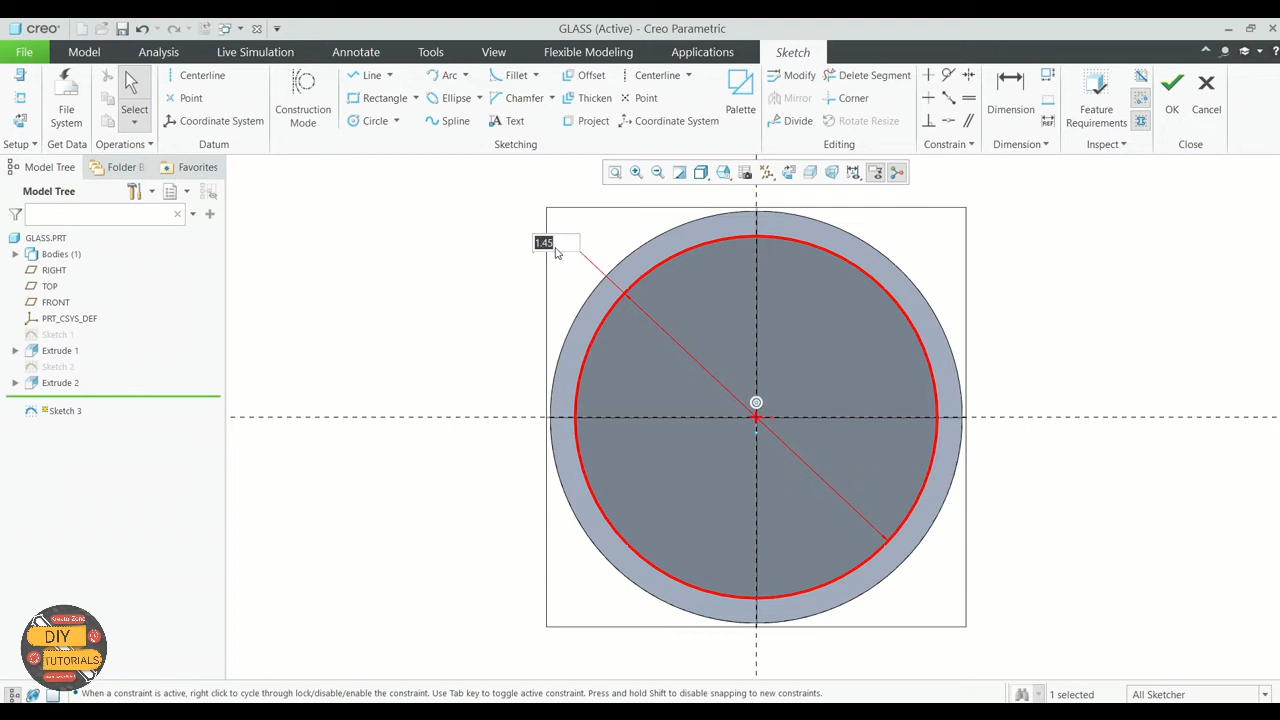 creo
GLASS (Active) - Creo Parametric
File Model Analysis Live Simulation Annotate Tools View Flexible Modeling Applications Sketch
File System
Select
Centerline
Point
Coordinate System
Construction Mode
Line Arc Fillet Offset Centerline
Rectangle Ellipse Chamfer Thicken Point
Circle Spline Text Project Coordinate System
Palette
Modify Delete Segment
Mirror Corner
Divide Rotate Resize
Dimension
REF
Feature Requirements
OK
Cancel
Setup Get Data Operations Datum Sketching Editing Constrain Dimension Inspect Close
Model Tree Folder B Favorites
Model Tree
GLASS.PRT
Bodies (1)
RIGHT
TOP
FRONT
PRT_CSYS_DEF
Sketch 1
Extrude 1
Sketch 2
Extrude 2
Sketch 3
1.45
DIY
TUTORIALS
When a constraint is active, right click to cycle through lock/disable/enable the constraint. Use Tab key to toggle active constraint. Press and hold Shift to disable snapping to new constraints.
1 selected
All Sketcher